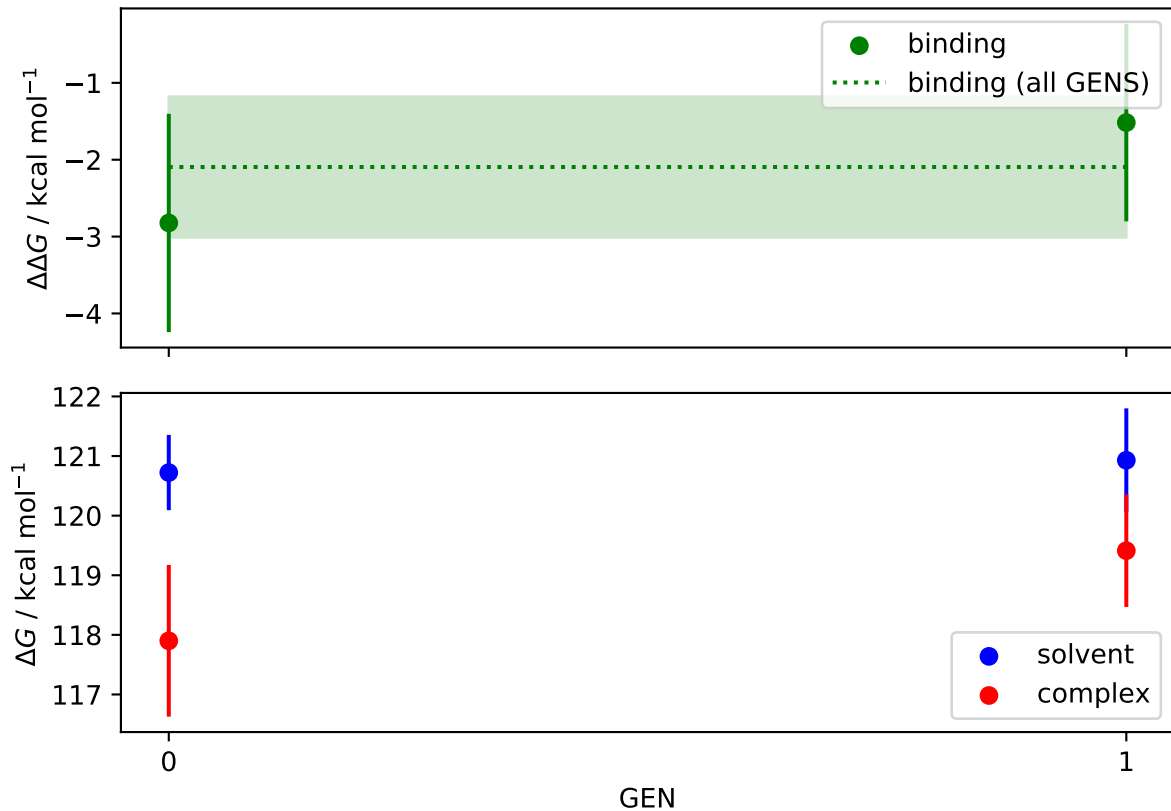 binding
binding (all GENS)
−1
−2
−3
−4
ΔΔG / kcal mol⁻¹
122
121
120
119
118
117
ΔG / kcal mol⁻¹
solvent
complex
0
1
GEN